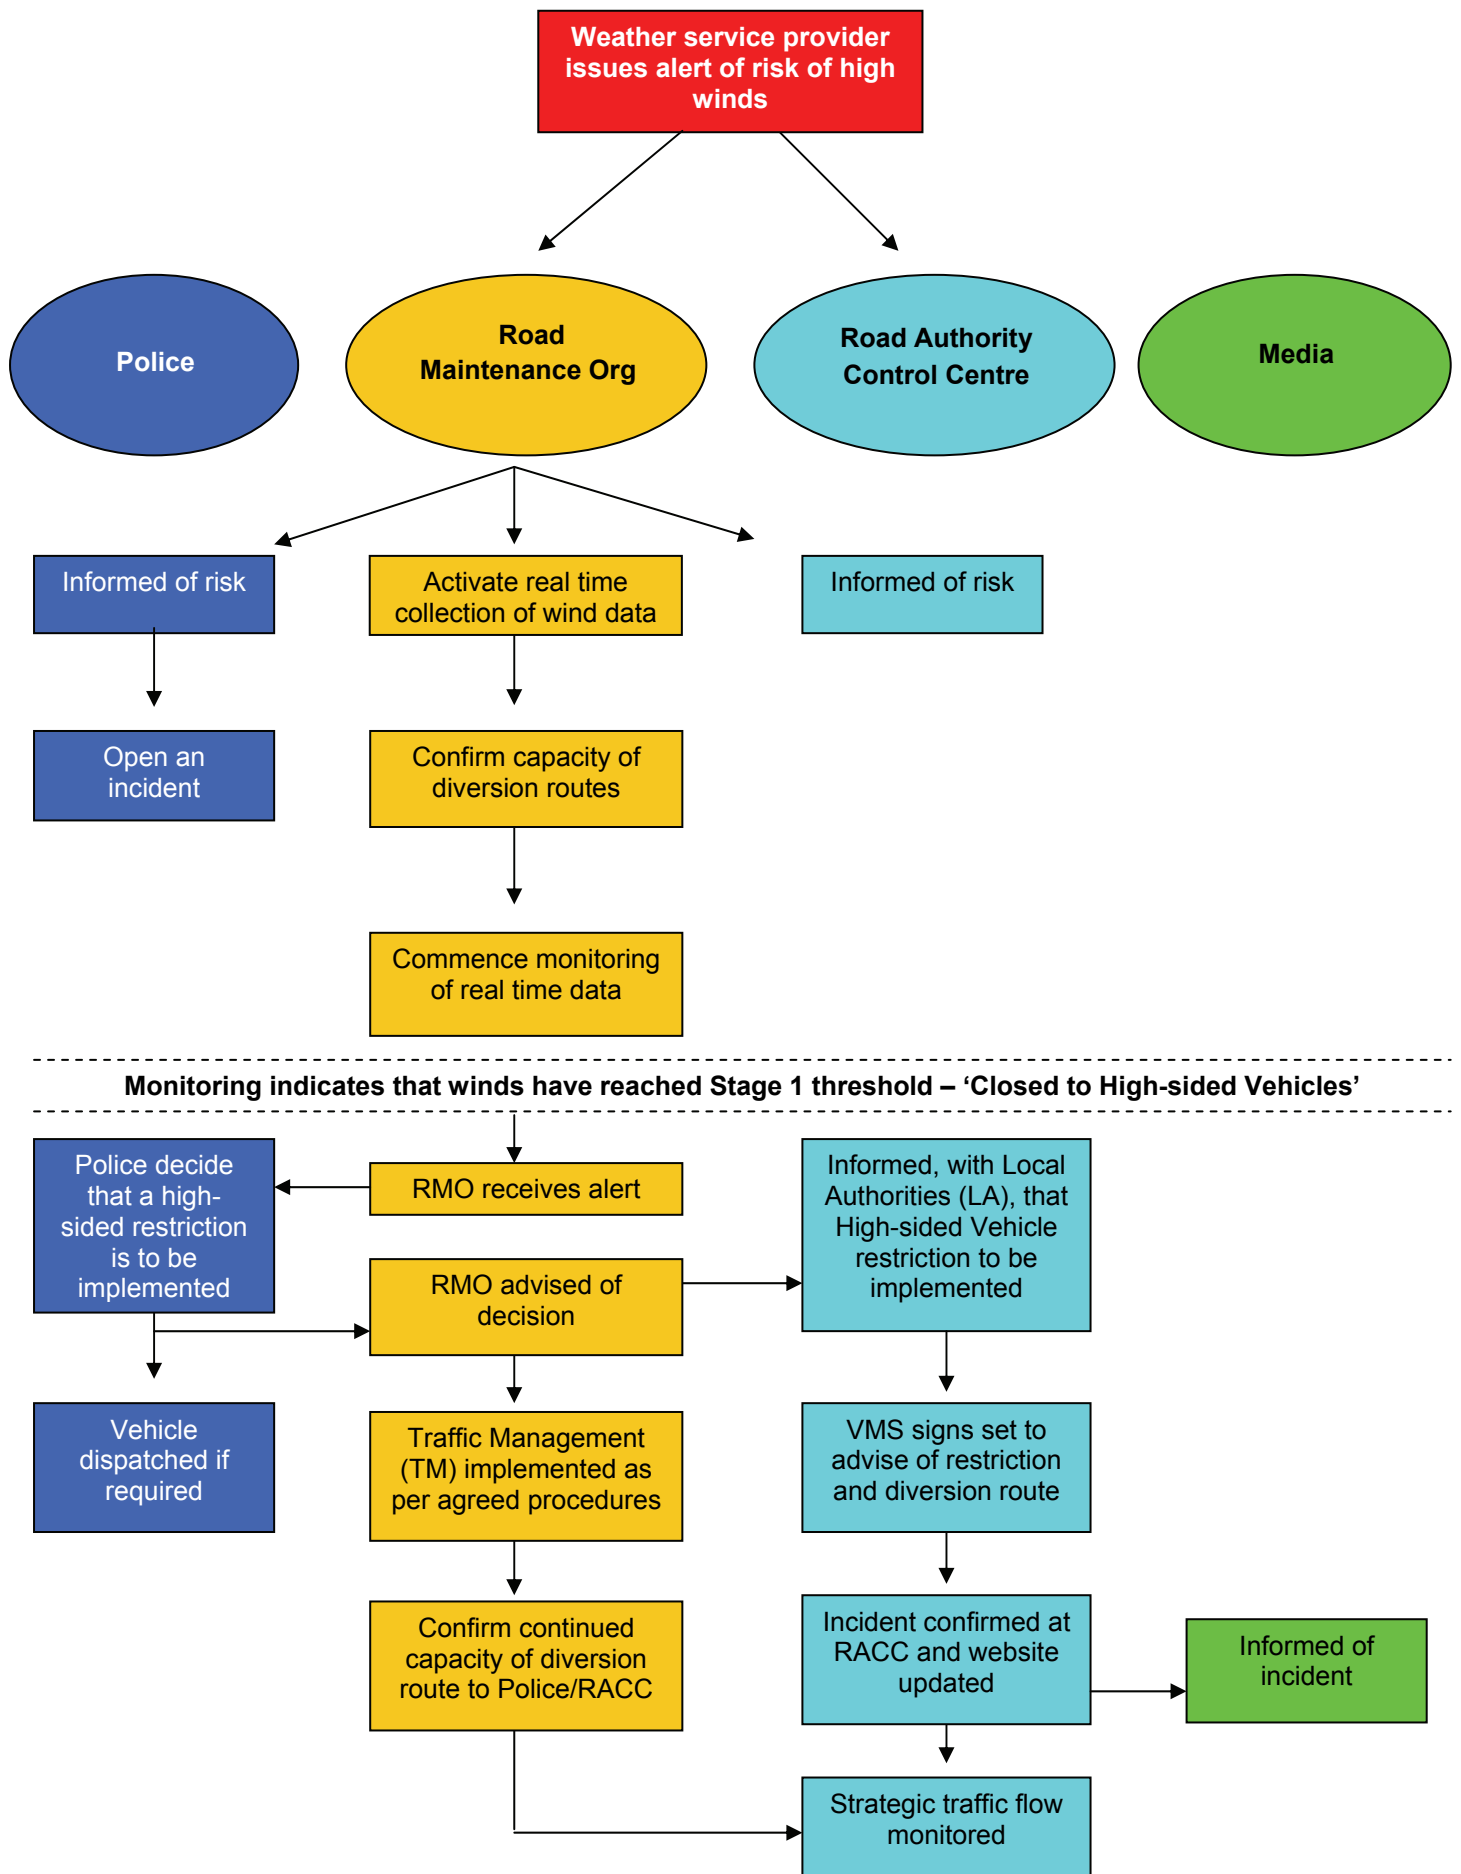 Weather service provider
issues alert of risk of high
winds
Police
Road
Maintenance Org
Road Authority
Control Centre
Media
Informed of risk
Activate real time
collection of wind data
Informed of risk
Open an
incident
Confirm capacity of
diversion routes
Commence monitoring
of real time data
Monitoring indicates that winds have reached Stage 1 threshold – ‘Closed to High-sided Vehicles’
Police decide
that a high-
sided restriction
is to be
implemented
RMO receives alert
Informed, with Local
Authorities (LA), that
High-sided Vehicle
restriction to be
implemented
RMO advised of
decision
Vehicle
dispatched if
required
Traffic Management
(TM) implemented as
per agreed procedures
VMS signs set to
advise of restriction
and diversion route
Confirm continued
capacity of diversion
route to Police/RACC
Incident confirmed at
RACC and website
updated
Informed of
incident
Strategic traffic flow
monitored